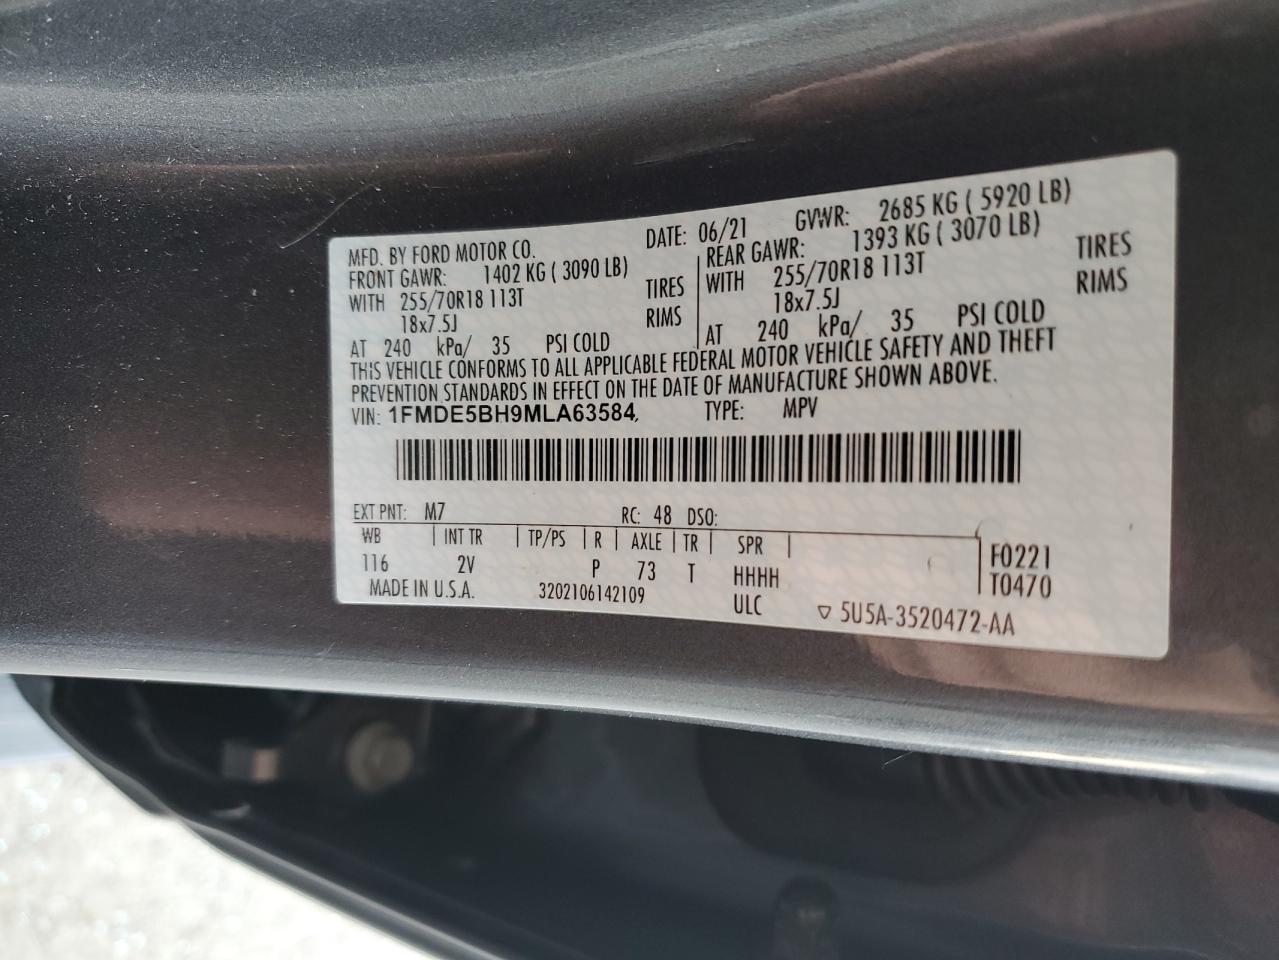 MFD. BY FORD MOTOR CO. DATE: 06/21 GVWR: 2685 KG ( 5920 LB)
FRONT GAWR: 1402 KG ( 3090 LB) REAR GAWR: 1393 KG ( 3070 LB)
WITH 255/70R18 113T TIRES WITH 255/70R18 113T TIRES
18x7.5J RIMS 18x7.5J RIMS
AT 240 kPa/ 35 PSI COLD AT 240 kPa/ 35 PSI COLD
THIS VEHICLE CONFORMS TO ALL APPLICABLE FEDERAL MOTOR VEHICLE SAFETY AND THEFT
PREVENTION STANDARDS IN EFFECT ON THE DATE OF MANUFACTURE SHOWN ABOVE.
VIN: 1FMDE5BH9MLA63584, TYPE: MPV
EXT PNT: M7 RC: 48 DSO:
WB | INT TR | TP/PS | R | AXLE | TR | SPR | F0221
116 2V P 73 T HHHH T0470
MADE IN U.S.A. 3202106142109 ULC ▽ 5U5A-3520472-AA